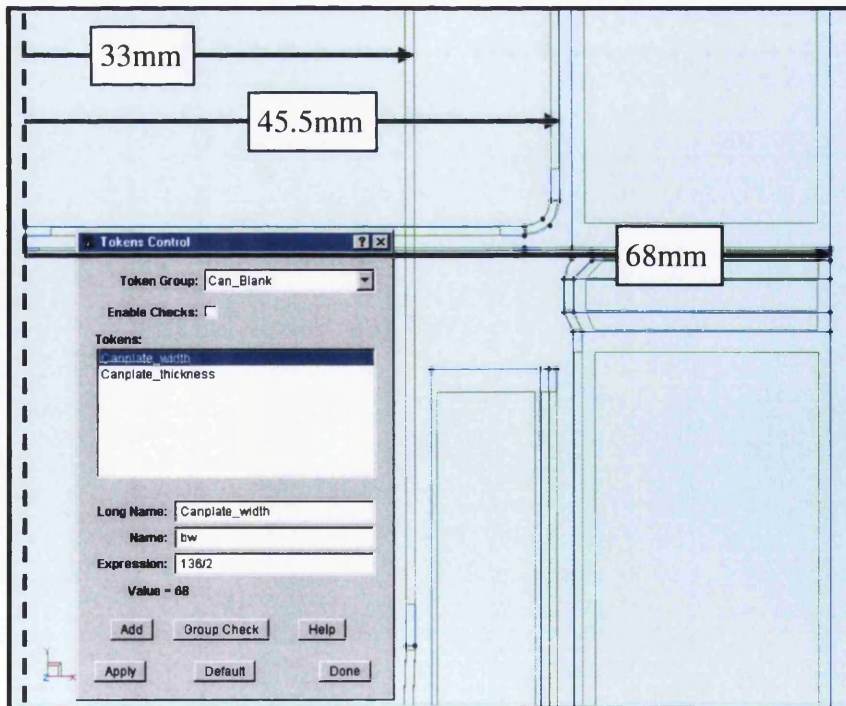 33mm
45.5mm
68mm
Tokens Control
Token Group: Can_Blank
Enable Checks:
Tokens:
Canplate_width
Canplate_thickness
Long Name: Canplate_width
Name: bw
Expression: 136/2
Value = 68
Add Group Check Help
Apply Default Done